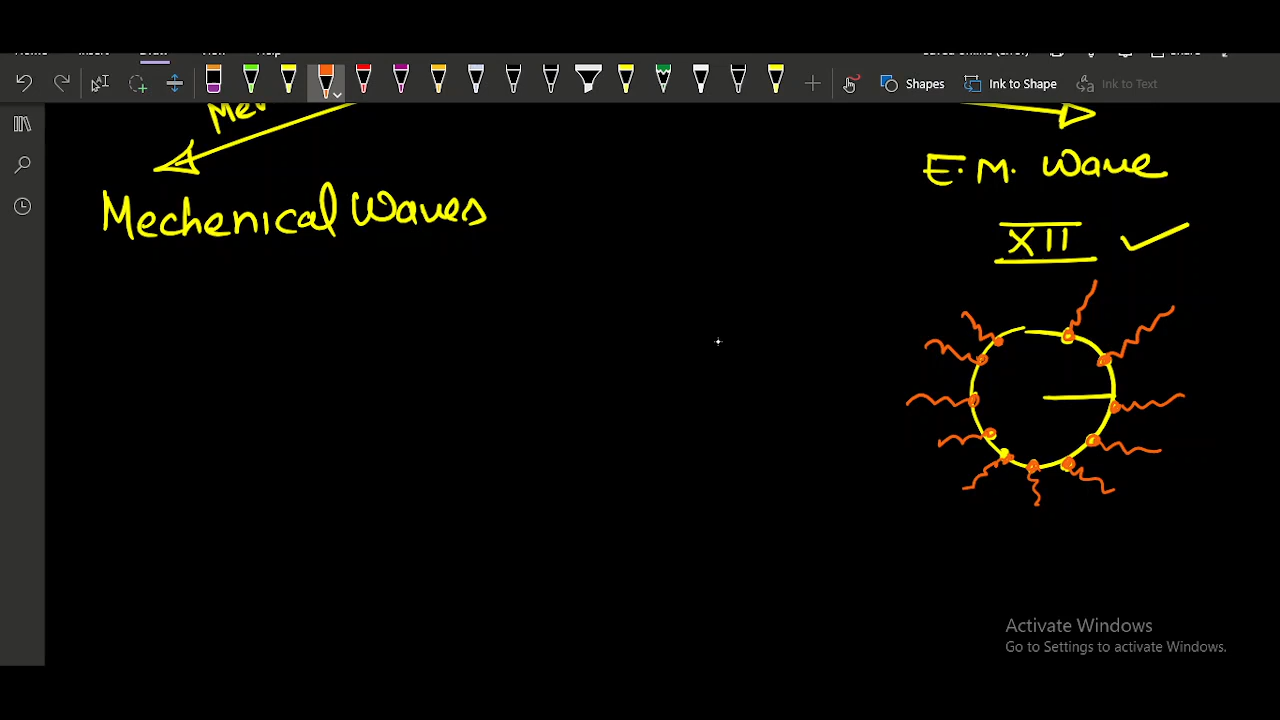 Shapes
Ink to Shape
Ink to Text
E.M. Wave
Mechenical Waves
XII
Activate Windows
Go to Settings to activate Windows.